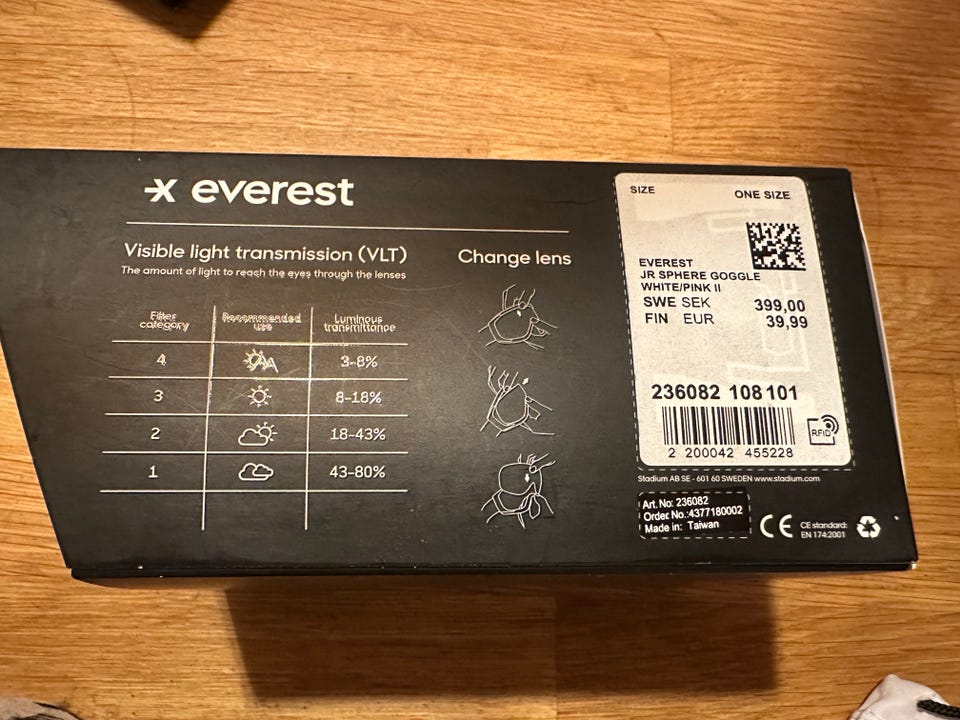 everest
Visible light transmission (VLT)
The amount of light to reach the eyes through the lenses
Filter category
Recommended use
Luminous transmittance
4
3-8%
3
8-18%
2
18-43%
1
43-80%
Change lens
SIZE ONE SIZE
EVEREST
JR SPHERE GOGGLE
WHITE/PINK II
SWE SEK 399,00
FIN EUR 39,99
236082 108 101
RFID
2 200042 455228
Stadium AB SE - 601 60 SWEDEN www.stadium.com
Art. No: 236082
Order No.:4377180002
Made in: Taiwan
CE
CE standard:
EN 174:2001